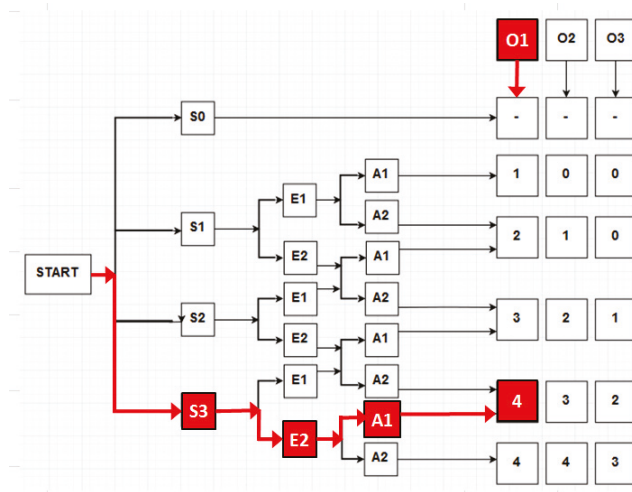 O1 O2 O3
S0 - - -
A1 1 0 0
E1
A2
S1 2 1 0
E2 A1
START
E1 A2
S2 3 2 1
E2 A1
E1 A2
S3 4 3 2
E2 A1
A2 4 4 3